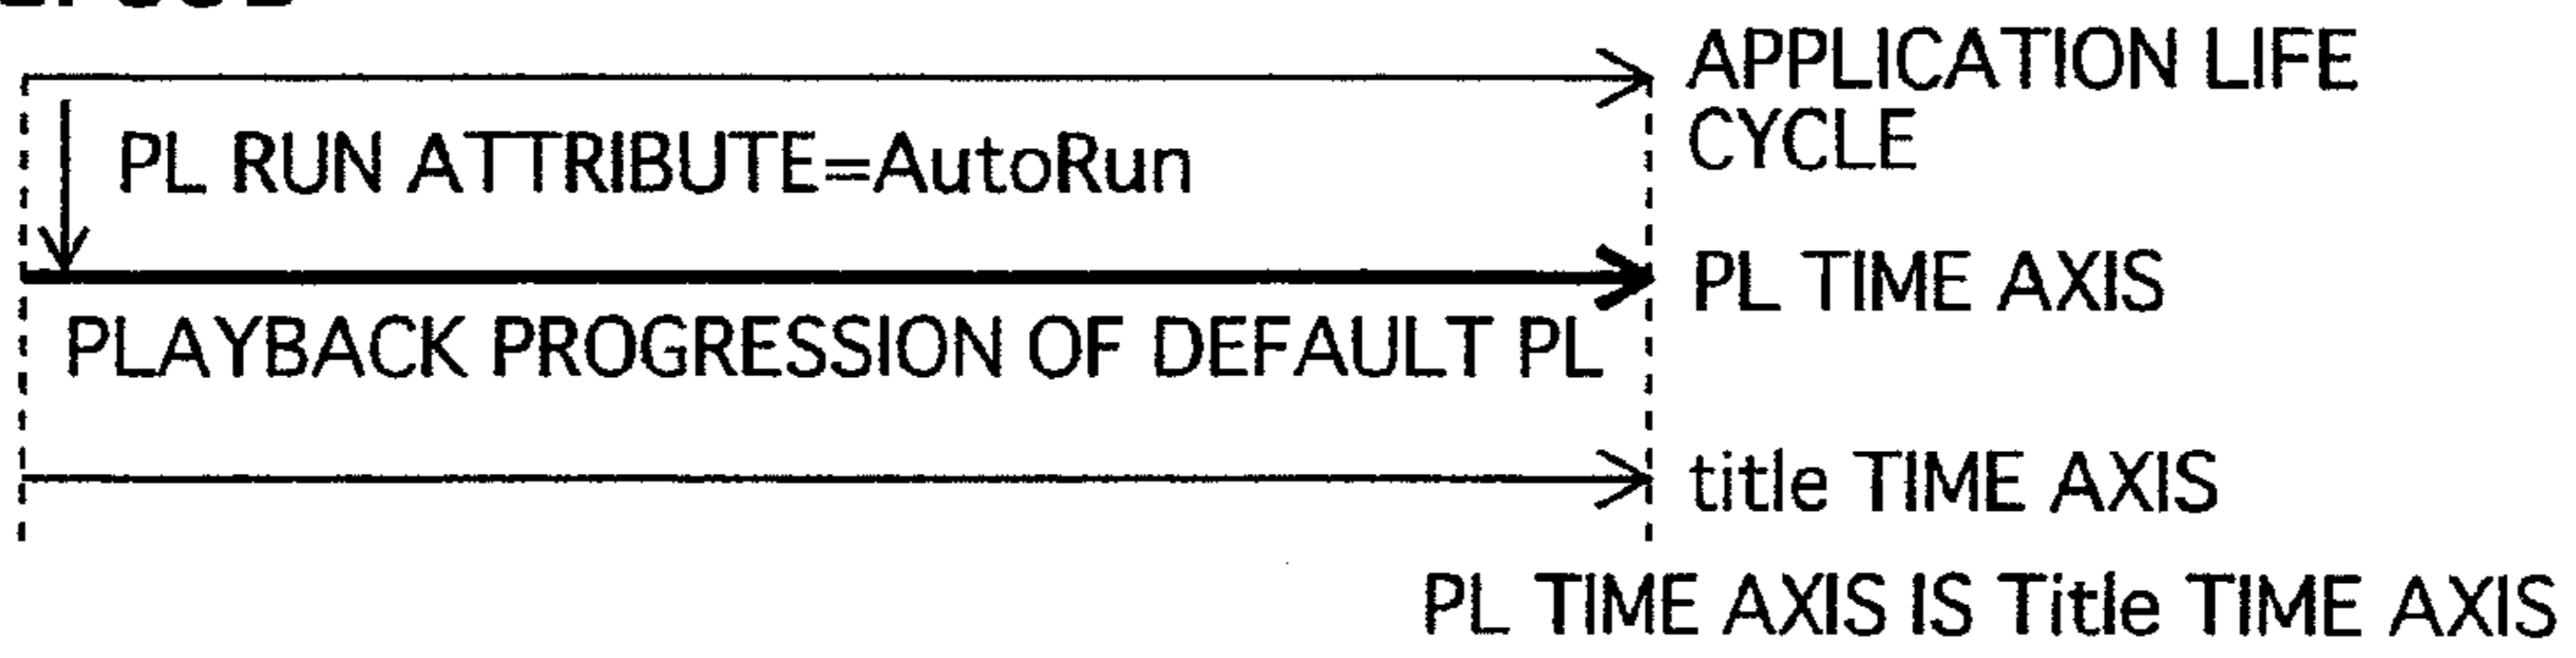 APPLICATION LIFE
CYCLE
PL RUN ATTRIBUTE=AutoRun
PL TIME AXIS
PLAYBACK PROGRESSION OF DEFAULT PL
title TIME AXIS
PL TIME AXIS IS Title TIME AXIS